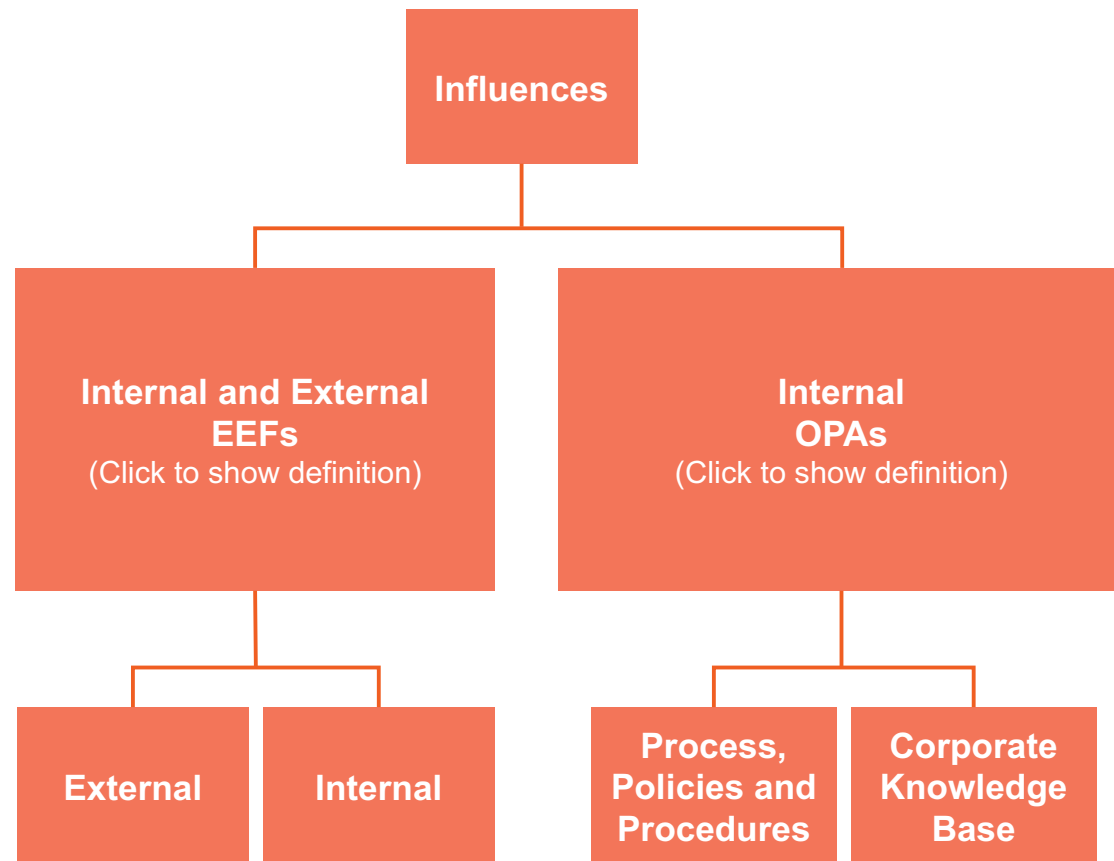 Influences
Internal and External
EEFs
(Click to show definition)
Internal
OPAs
(Click to show definition)
External
Internal
Process,
Policies and
Procedures
Corporate
Knowledge
Base